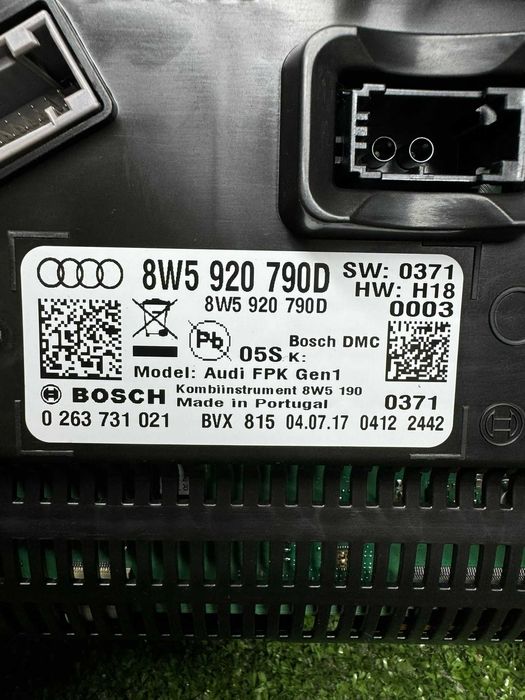 8W5 920 790D SW: 0371
8W5 920 790D HW: H18
0003
Pb 05S K: Bosch DMC
Model: Audi FPK Gen1
BOSCH Kombiinstrument 8W5 190
Made in Portugal 0371
0 263 731 021 BVX 815 04.07.17 0412 2442